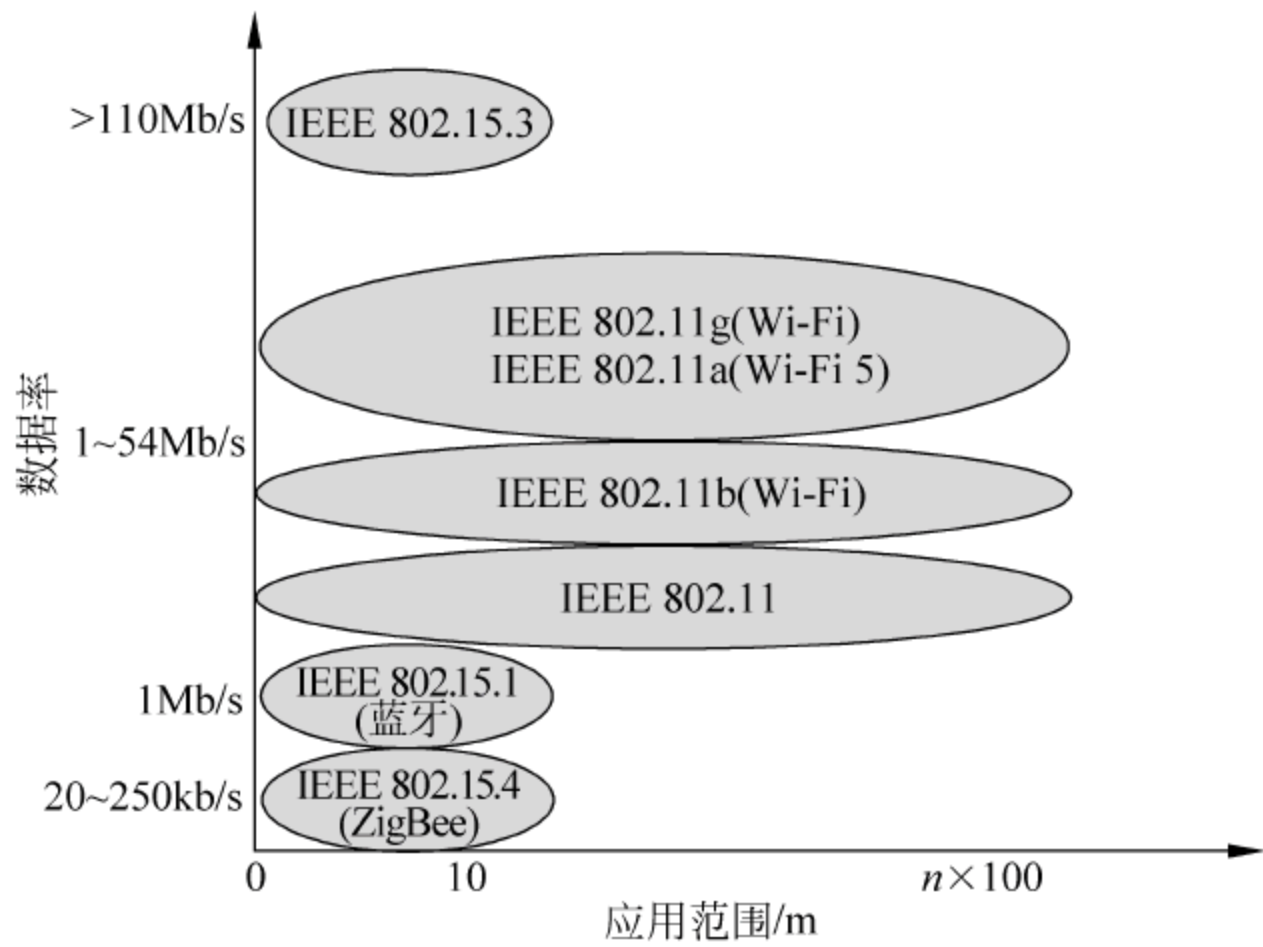 >110Mb/s
IEEE 802.15.3
IEEE 802.11g(Wi-Fi)
IEEE 802.11a(Wi-Fi 5)
数据率
1~54Mb/s
IEEE 802.11b(Wi-Fi)
IEEE 802.11
1Mb/s
IEEE 802.15.1
(蓝牙)
20~250kb/s
IEEE 802.15.4
(ZigBee)
0
10
n×100
应用范围/m